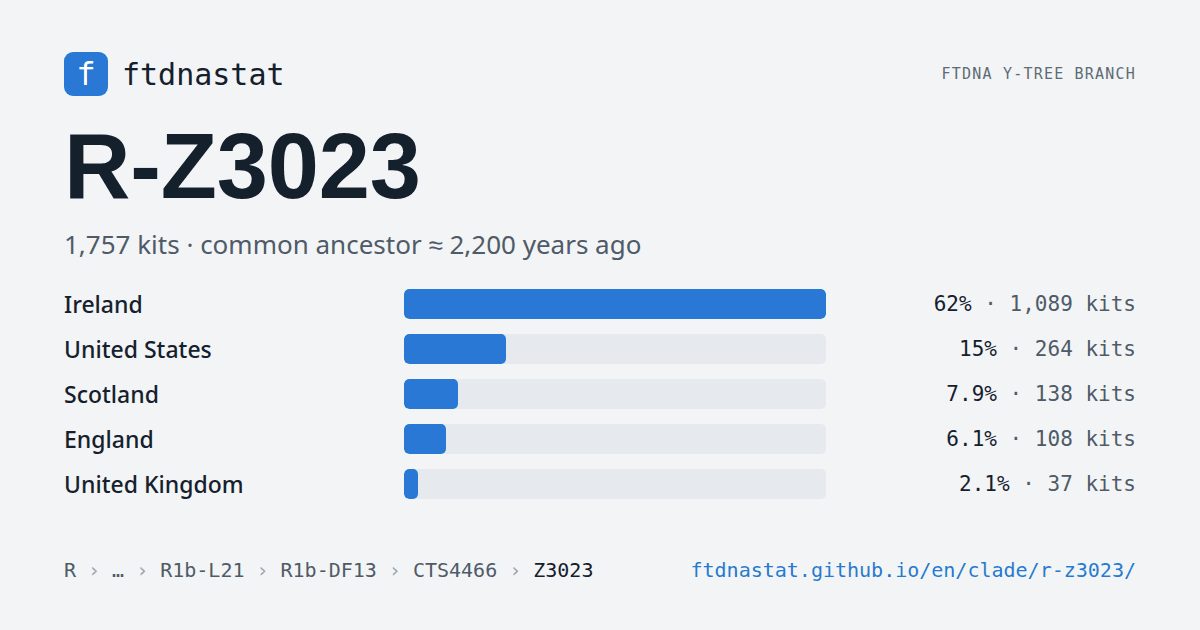 f ftdnastat
FTDNA Y-TREE BRANCH
R-Z3023
1,757 kits · common ancestor ≈ 2,200 years ago
Ireland 62% · 1,089 kits
United States 15% · 264 kits
Scotland 7.9% · 138 kits
England 6.1% · 108 kits
United Kingdom 2.1% · 37 kits
R › … › R1b-L21 › R1b-DF13 › CTS4466 › Z3023
ftdnastat.github.io/en/clade/r-z3023/